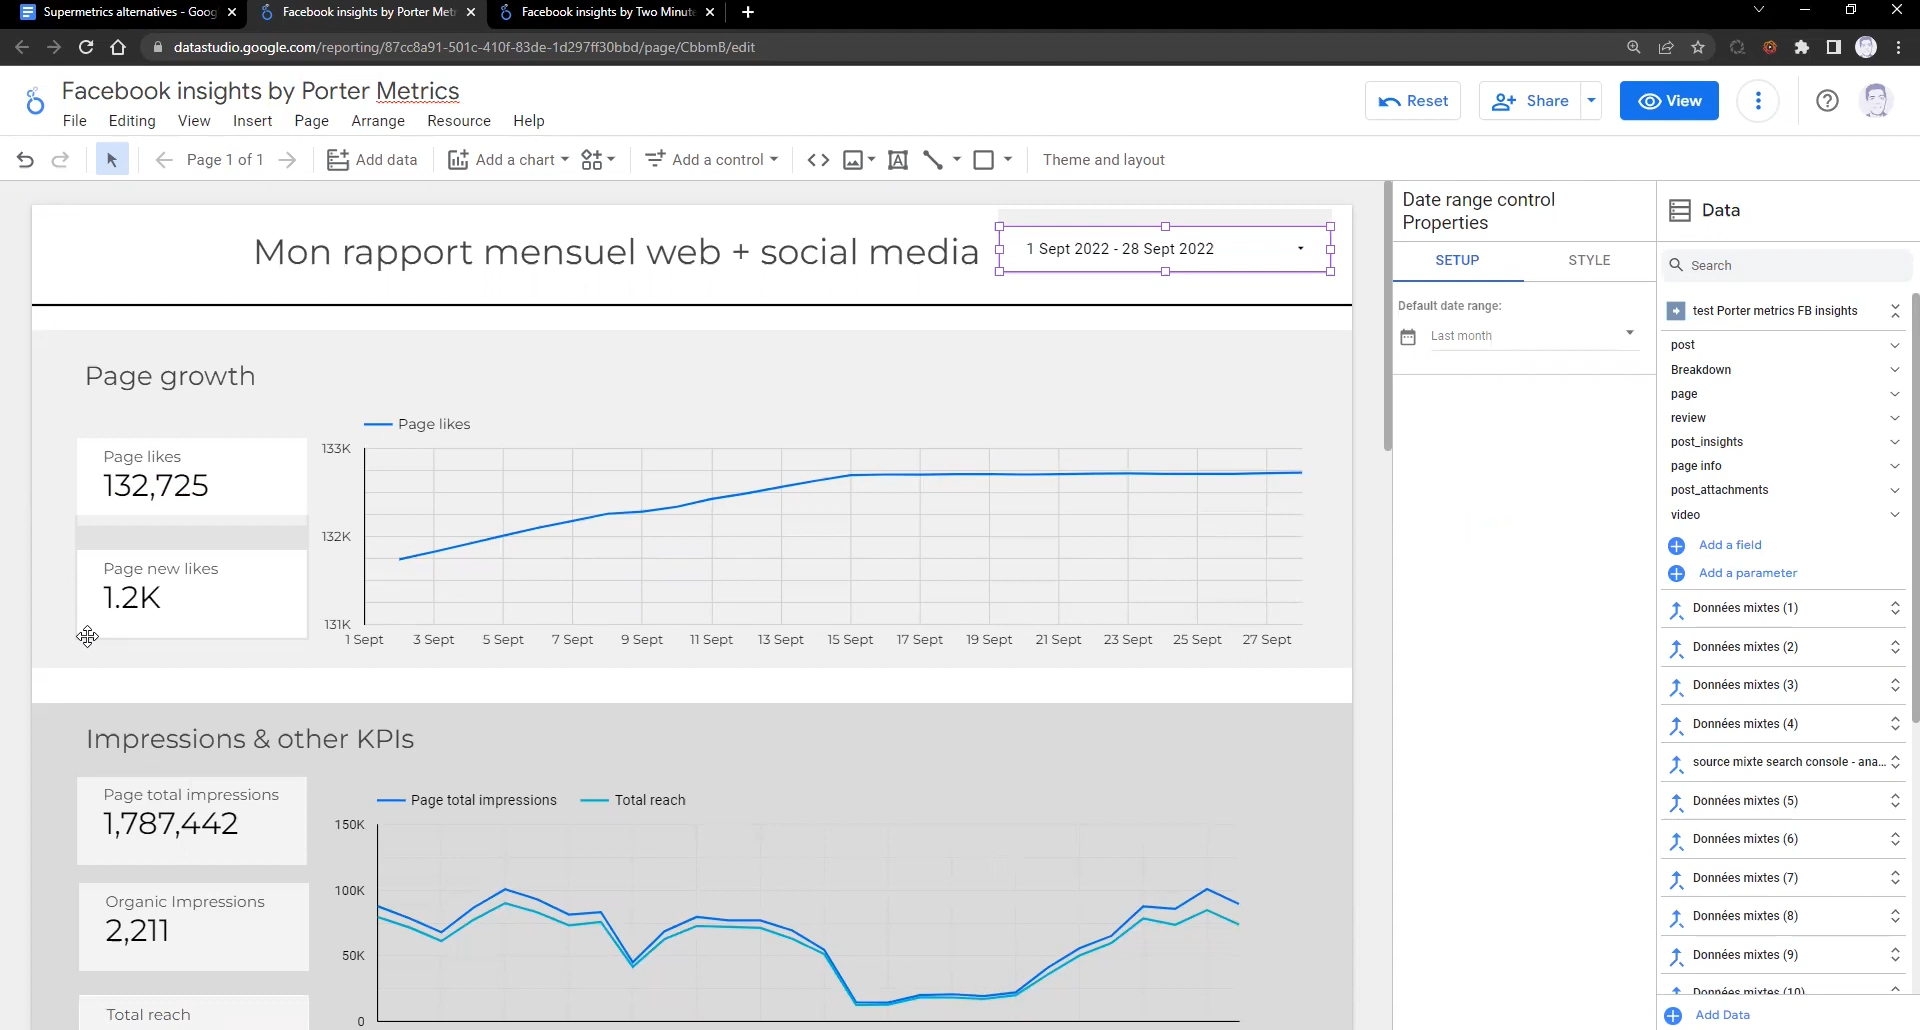 Supermetrics alternatives - Goog
Facebook insights by Porter Metr
Facebook insights by Two Minute
datastudio.google.com/reporting/87cc8a91-501c-410f-83de-1d297ff30bbd/page/CbbmB/edit
Facebook insights by Porter Metrics
File Editing View Insert Page Arrange Resource Help
Reset
Share
View
Page 1 of 1
Add data
Add a chart
Add a control
Theme and layout
Mon rapport mensuel web + social media
1 Sept 2022 - 28 Sept 2022
Page growth
Page likes
132,725
Page new likes
1.2K
Page likes
133K
132K
131K
1 Sept 3 Sept 5 Sept 7 Sept 9 Sept 11 Sept 13 Sept 15 Sept 17 Sept 19 Sept 21 Sept 23 Sept 25 Sept 27 Sept
Impressions & other KPIs
Page total impressions
1,787,442
Organic Impressions
2,211
Total reach
Page total impressions Total reach
150K
100K
50K
0
Date range control
Properties
SETUP STYLE
Default date range:
Last month
Data
Search
test Porter metrics FB insights
post
Breakdown
page
review
post_insights
page info
post_attachments
video
Add a field
Add a parameter
Données mixtes (1)
Données mixtes (2)
Données mixtes (3)
Données mixtes (4)
source mixte search console - ana...
Données mixtes (5)
Données mixtes (6)
Données mixtes (7)
Données mixtes (8)
Données mixtes (9)
Données mixtes (10)
Add Data